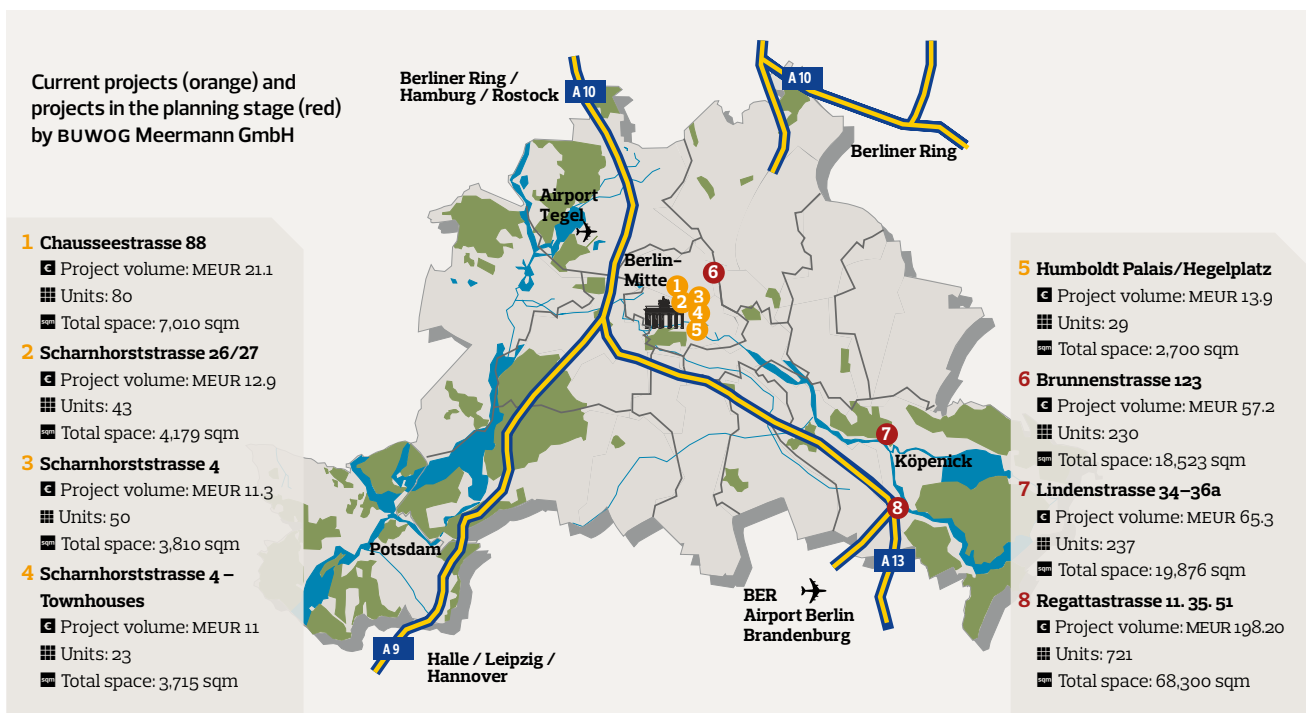 Current projects (orange) and
projects in the planning stage (red)
by BUWOG Meermann GmbH
1 Chausseestrasse 88
€ Project volume: MEUR 21.1
Units: 80
sqm Total space: 7,010 sqm
2 Scharnhorststrasse 26/27
€ Project volume: MEUR 12.9
Units: 43
sqm Total space: 4,179 sqm
3 Scharnhorststrasse 4
€ Project volume: MEUR 11.3
Units: 50
sqm Total space: 3,810 sqm
4 Scharnhorststrasse 4 –
Townhouses
€ Project volume: MEUR 11
Units: 23
sqm Total space: 3,715 sqm
Berliner Ring /
Hamburg / Rostock
A 10
A 10
Berliner Ring
Airport
Tegel
Berlin-
Mitte
1
2
3
4
5
6
7
Köpenick
8
A 13
Potsdam
BER
Airport Berlin
Brandenburg
A 9
Halle / Leipzig /
Hannover
5 Humboldt Palais/Hegelplatz
€ Project volume: MEUR 13.9
Units: 29
sqm Total space: 2,700 sqm
6 Brunnenstrasse 123
€ Project volume: MEUR 57.2
Units: 230
sqm Total space: 18,523 sqm
7 Lindenstrasse 34–36a
€ Project volume: MEUR 65.3
Units: 237
sqm Total space: 19,876 sqm
8 Regattastrasse 11. 35. 51
€ Project volume: MEUR 198.20
Units: 721
sqm Total space: 68,300 sqm